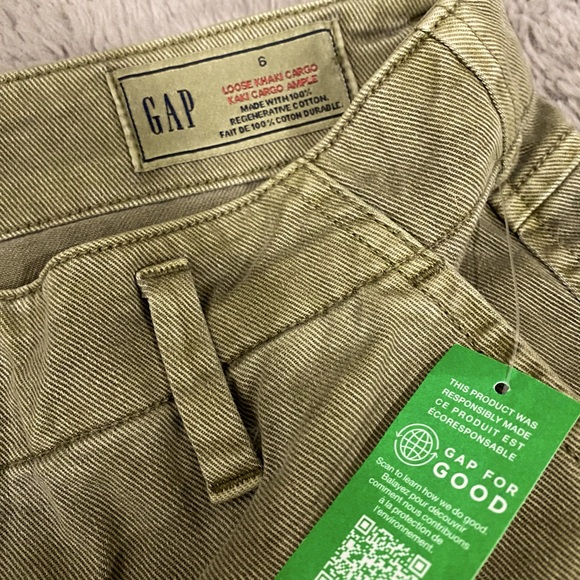 6
GAP
LOOSE KHAKI CARGO
KAKI CARGO AMPLE
MADE WITH 100%
REGENERATIVE COTTON.
FAIT DE 100% COTON DURABLE.
THIS PRODUCT WAS
RESPONSIBLY MADE
CE PRODUIT EST
ÉCORESPONSABLE
GAP FOR
GOOD
Scan to learn how we do good.
Balayez pour découvrir
comment nous contribuons
à la protection de
l'environnement.